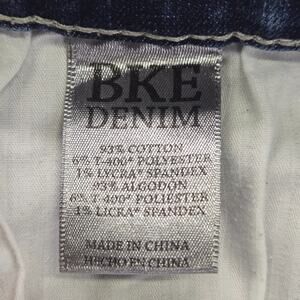 BKE
DENIM
93% COTTON
6% T-400® POLYESTER
1% LYCRA® SPANDEX
93% ALGODON
6% T-400® POLIESTER
1% LICRA® SPANDEX
MADE IN CHINA
HECHO EN CHINA